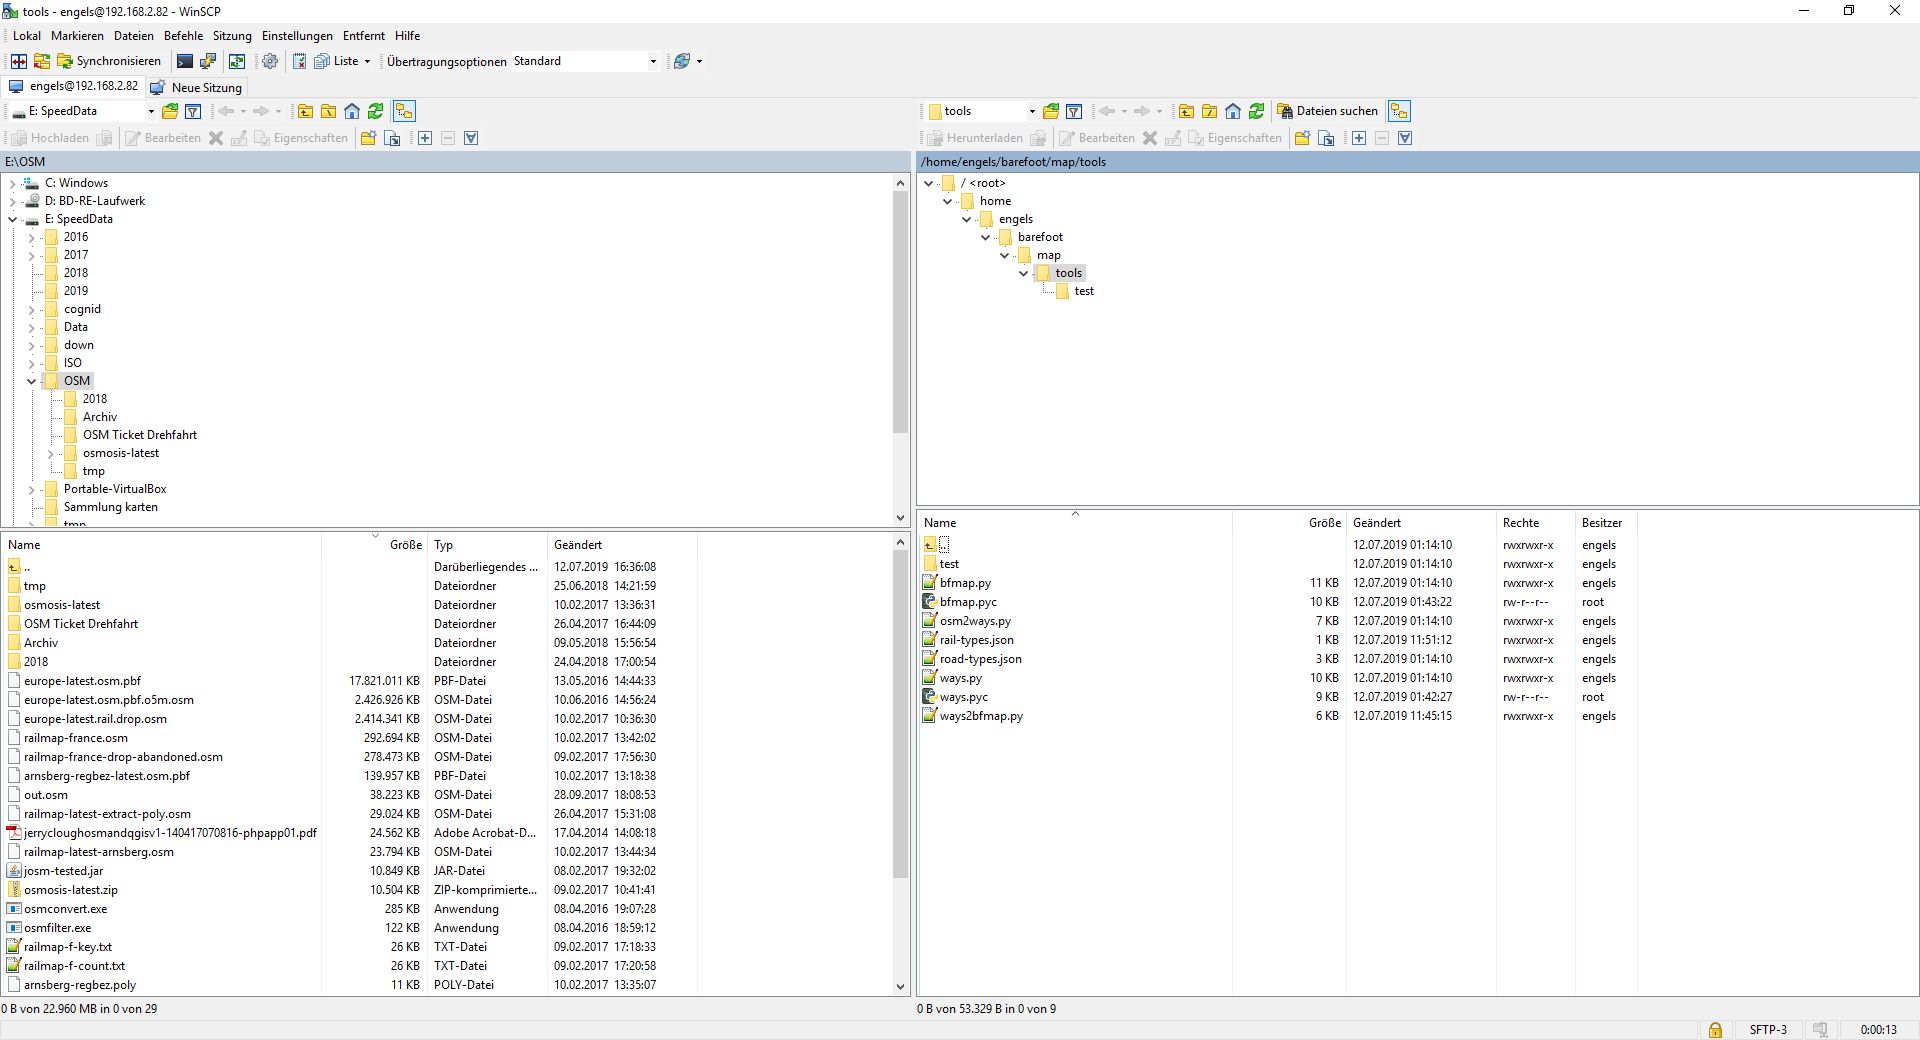 tools - engels@192.168.2.82 - WinSCP
Lokal Markieren Dateien Befehle Sitzung Einstellungen Entfernt Hilfe
Synchronisieren Liste Übertragungsoptionen Standard
engels@192.168.2.82 Neue Sitzung
E: SpeedData
Hochladen Bearbeiten Eigenschaften
E:\OSM
C: Windows
D: BD-RE-Laufwerk
E: SpeedData
2016
2017
2018
2019
cognid
Data
down
ISO
OSM
2018
Archiv
OSM Ticket Drehfahrt
osmosis-latest
tmp
Portable-VirtualBox
Sammlung karten
tmp
Name Größe Typ Geändert
.. Darüberliegendes ... 12.07.2019 16:36:08
tmp Dateiordner 25.06.2018 14:21:59
osmosis-latest Dateiordner 10.02.2017 13:36:31
OSM Ticket Drehfahrt Dateiordner 26.04.2017 16:44:09
Archiv Dateiordner 09.05.2018 15:56:54
2018 Dateiordner 24.04.2018 17:00:54
europe-latest.osm.pbf 17.821.011 KB PBF-Datei 13.05.2016 14:44:33
europe-latest.osm.pbf.o5m.osm 2.426.926 KB OSM-Datei 10.06.2016 14:56:24
europe-latest.rail.drop.osm 2.414.341 KB OSM-Datei 10.02.2017 10:36:30
railmap-france.osm 292.694 KB OSM-Datei 10.02.2017 13:42:02
railmap-france-drop-abandoned.osm 278.473 KB OSM-Datei 09.02.2017 17:56:30
arnsberg-regbez-latest.osm.pbf 139.957 KB PBF-Datei 10.02.2017 13:18:38
out.osm 38.223 KB OSM-Datei 28.09.2017 18:08:53
railmap-latest-extract-poly.osm 29.024 KB OSM-Datei 26.04.2017 15:31:08
jerrycloughosmandqgisv1-140417070816-phpapp01.pdf 24.562 KB Adobe Acrobat-D... 17.04.2014 14:08:18
railmap-latest-arnsberg.osm 23.794 KB OSM-Datei 10.02.2017 13:44:34
josm-tested.jar 10.849 KB JAR-Datei 08.02.2017 19:32:02
osmosis-latest.zip 10.504 KB ZIP-komprimierte... 09.02.2017 10:41:41
osmconvert.exe 285 KB Anwendung 08.04.2016 19:07:28
osmfilter.exe 122 KB Anwendung 08.04.2016 18:59:12
railmap-f-key.txt 26 KB TXT-Datei 09.02.2017 17:18:33
railmap-f-count.txt 26 KB TXT-Datei 09.02.2017 17:20:58
arnsberg-regbez.poly 11 KB POLY-Datei 10.02.2017 13:35:07
0 B von 22.960 MB in 0 von 29
tools Dateien suchen
Herunterladen Bearbeiten Eigenschaften
/home/engels/barefoot/map/tools
/ <root>
home
engels
barefoot
map
tools
test
Name Größe Geändert Rechte Besitzer
.. 12.07.2019 01:14:10 rwxrwxr-x engels
test 12.07.2019 01:14:10 rwxrwxr-x engels
bfmap.py 11 KB 12.07.2019 01:14:10 rwxrwxr-x engels
bfmap.pyc 10 KB 12.07.2019 01:43:22 rw-r--r-- root
osm2ways.py 7 KB 12.07.2019 01:14:10 rwxrwxr-x engels
rail-types.json 1 KB 12.07.2019 11:51:12 rwxrwxr-x engels
road-types.json 3 KB 12.07.2019 01:14:10 rwxrwxr-x engels
ways.py 10 KB 12.07.2019 01:14:10 rwxrwxr-x engels
ways.pyc 9 KB 12.07.2019 01:42:27 rw-r--r-- root
ways2bfmap.py 6 KB 12.07.2019 11:45:15 rwxrwxr-x engels
0 B von 53.329 B in 0 von 9
SFTP-3 0:00:13